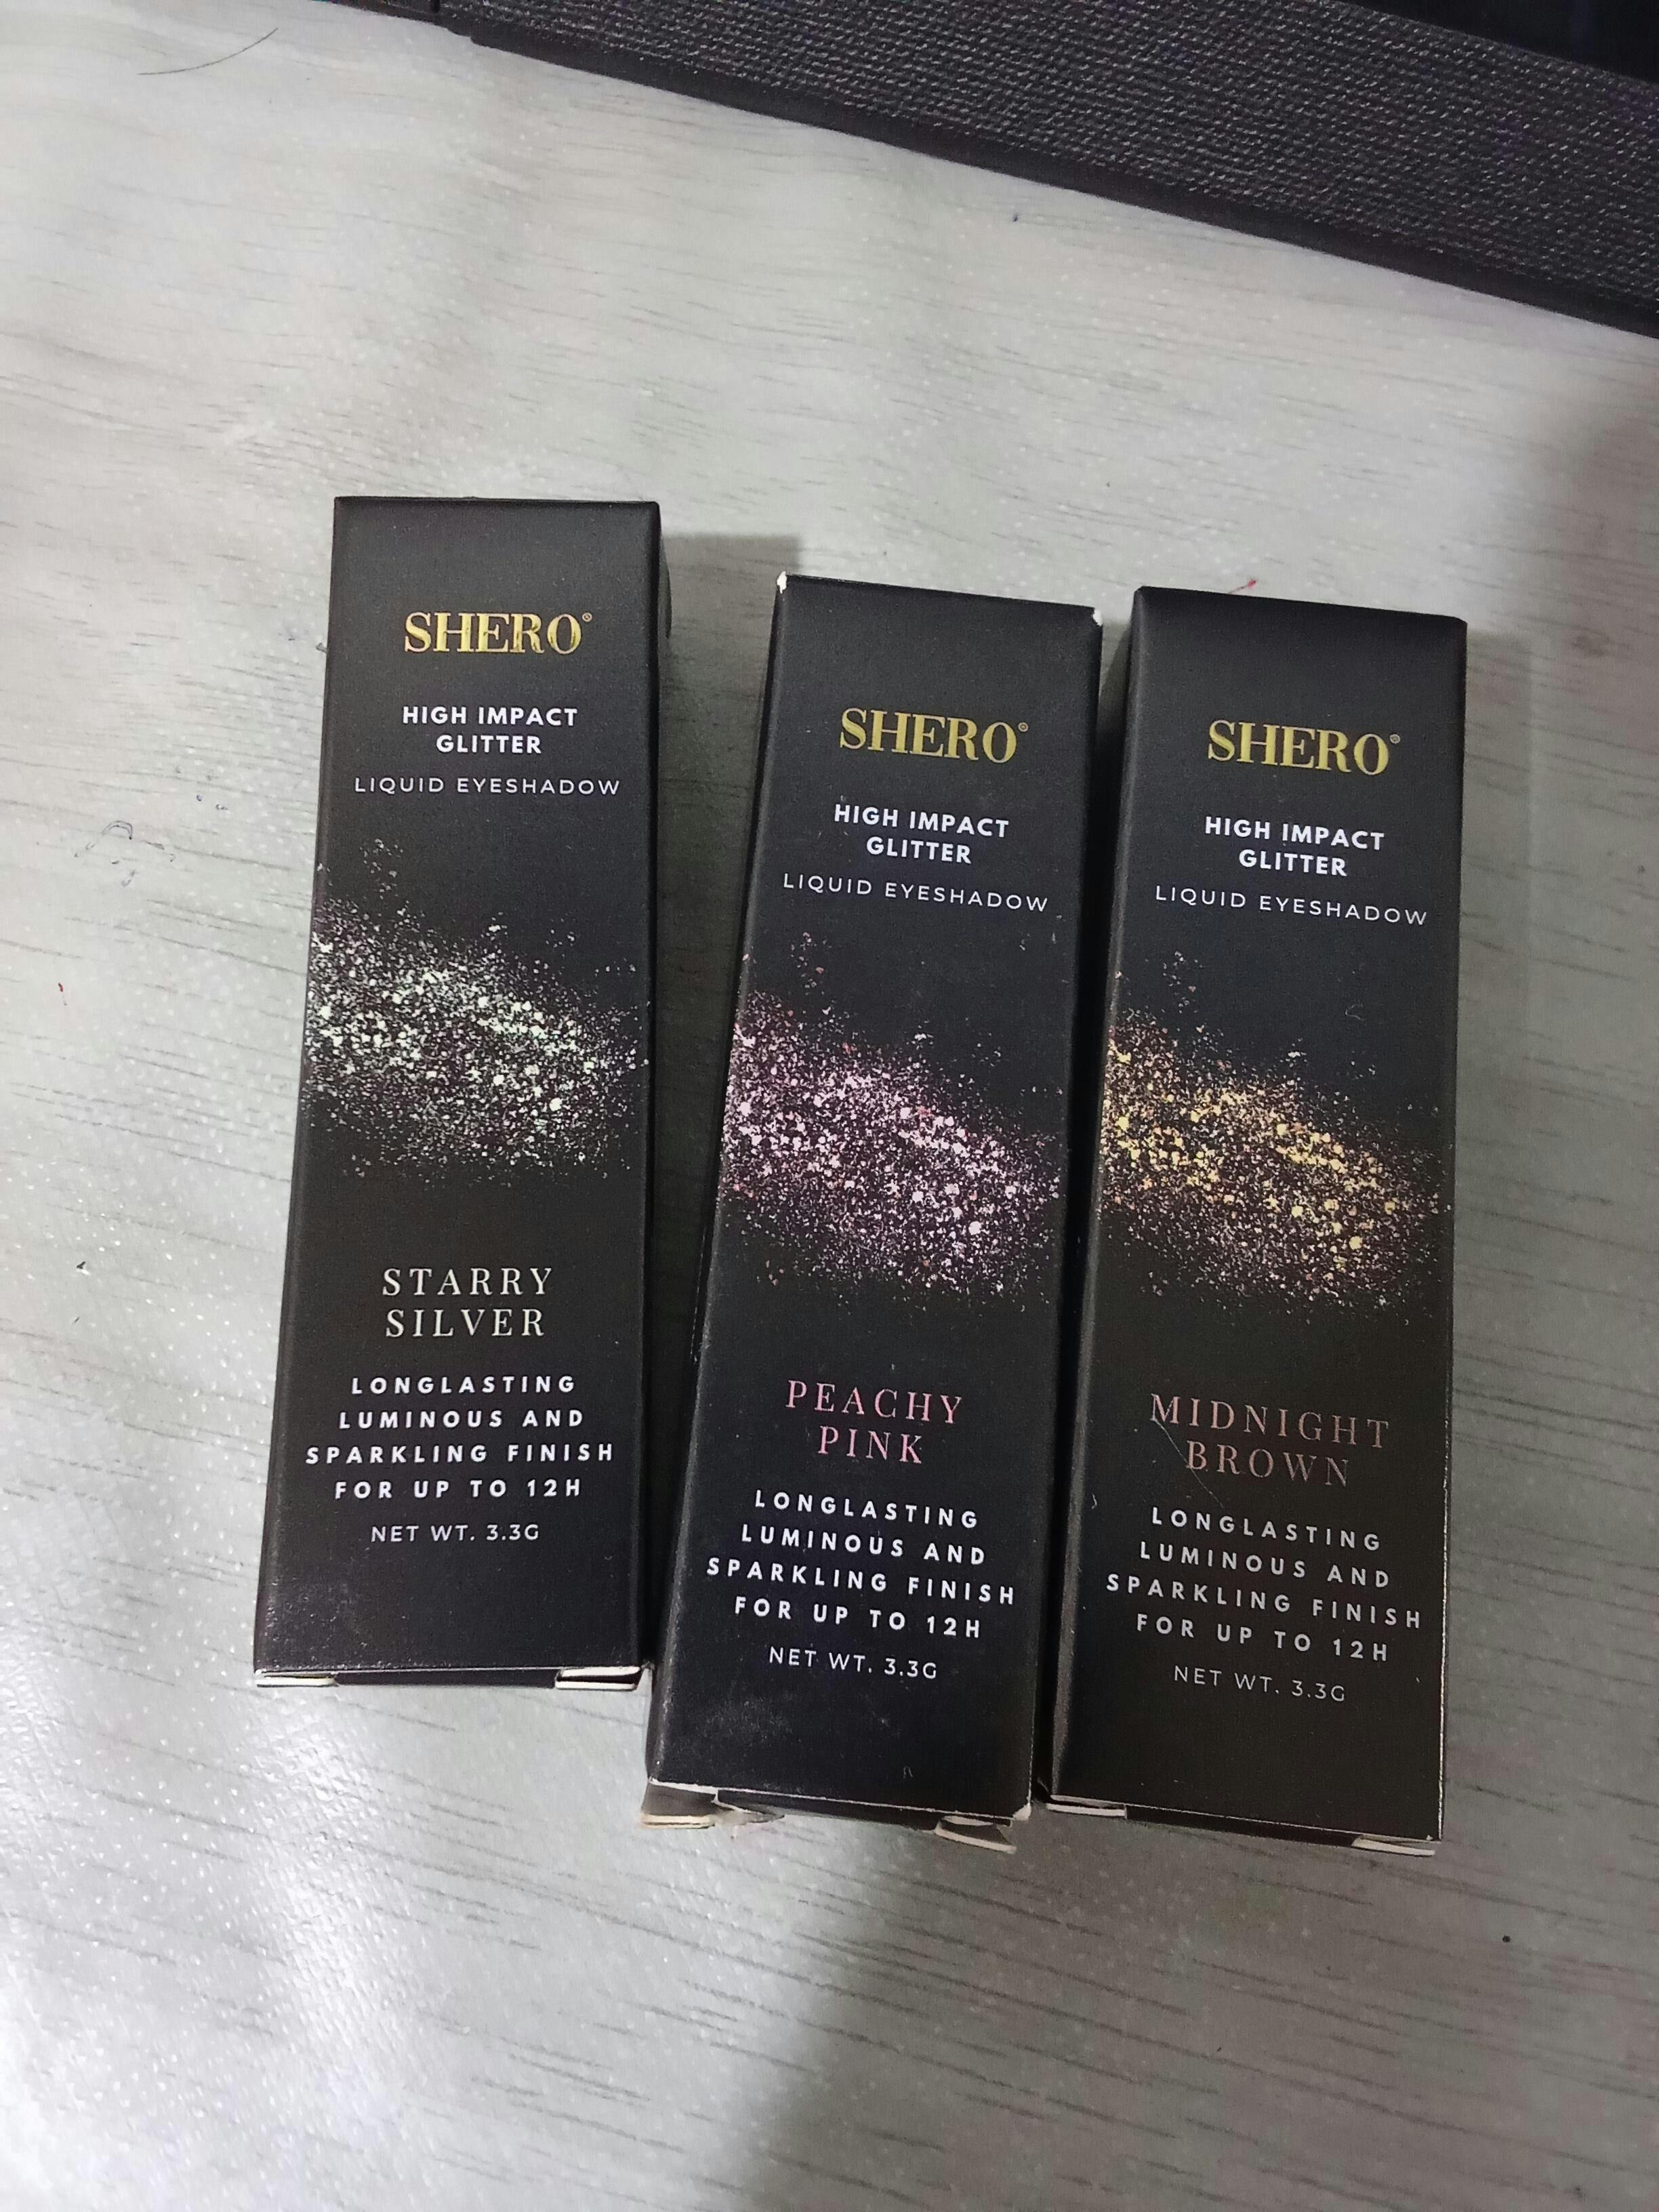 SHERO®
HIGH IMPACT
GLITTER
LIQUID EYESHADOW
STARRY
SILVER
LONGLASTING
LUMINOUS AND
SPARKLING FINISH
FOR UP TO 12H
NET WT. 3.3G
SHERO®
HIGH IMPACT
GLITTER
LIQUID EYESHADOW
PEACHY
PINK
LONGLASTING
LUMINOUS AND
SPARKLING FINISH
FOR UP TO 12H
NET WT. 3.3G
SHERO®
HIGH IMPACT
GLITTER
LIQUID EYESHADOW
MIDNIGHT
BROWN
LONGLASTING
LUMINOUS AND
SPARKLING FINISH
FOR UP TO 12H
NET WT. 3.3G